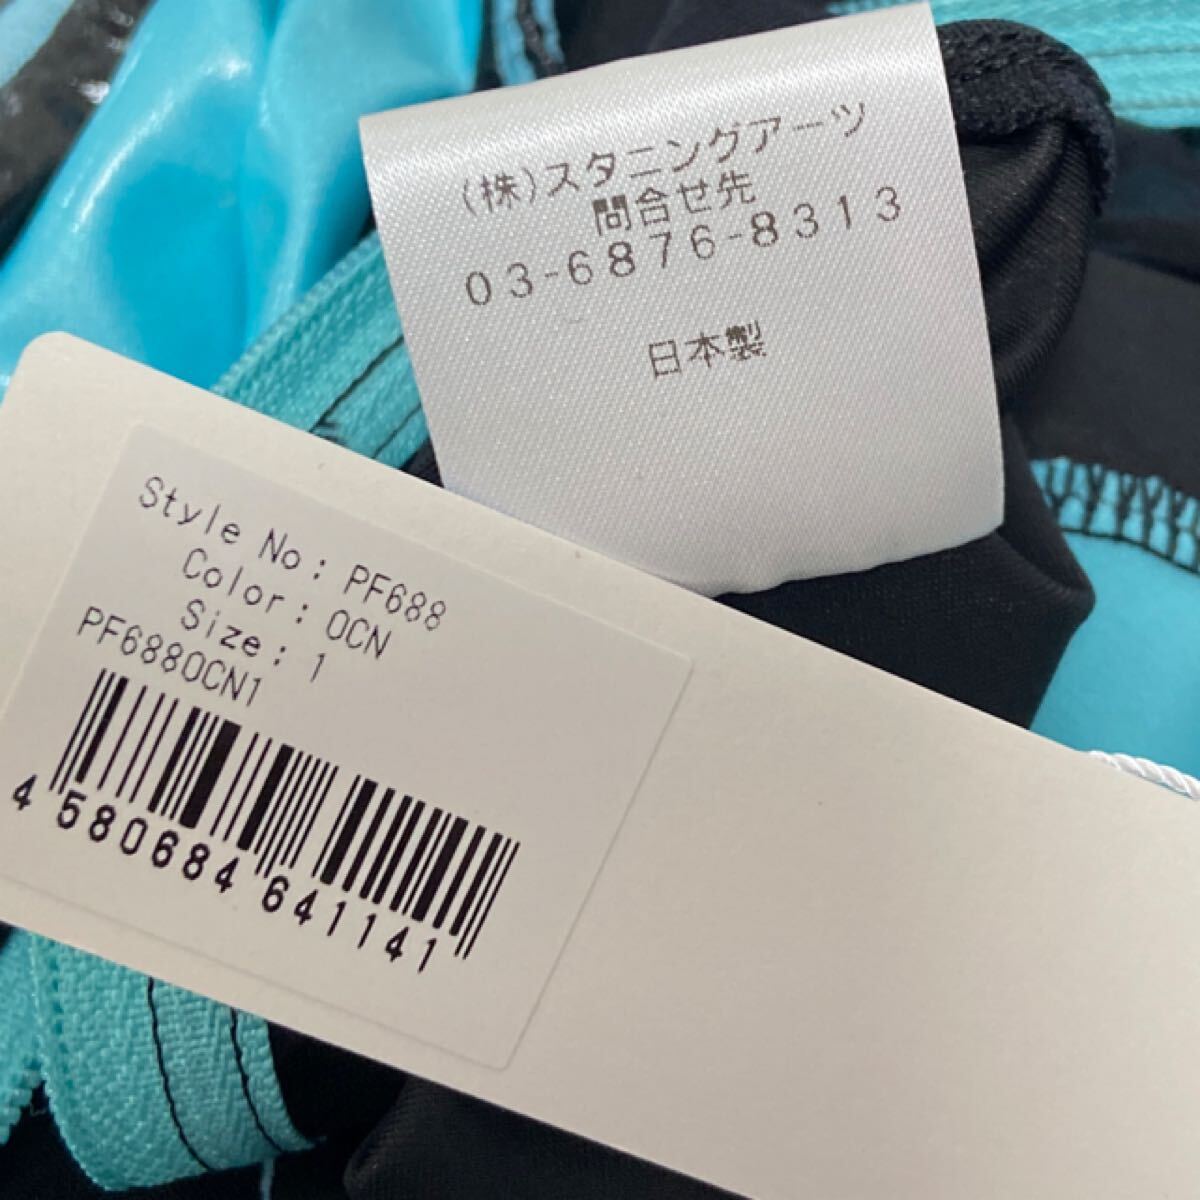 (株)スタニングアーツ
問合せ先
03-6876-8313
日本製
Style No: PF688
Color: OCN
Size: 1
PF688OCN1
4 580684 641141